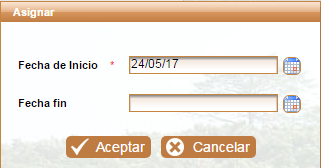 Asignar
Fecha de Inicio * 24/05/17
Fecha fin
Aceptar Cancelar